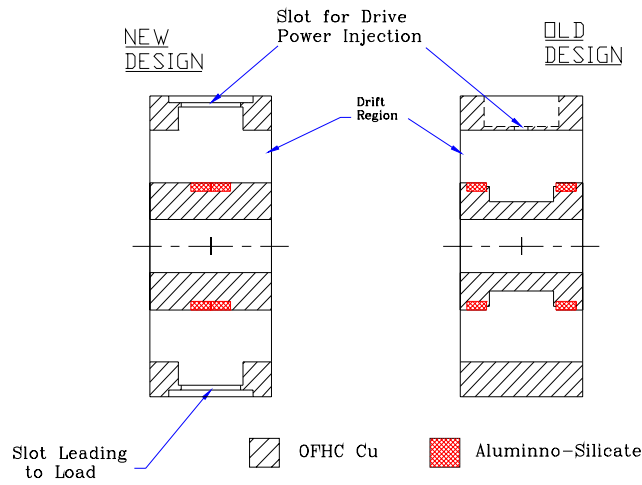 NEW
DESIGN
Slot for Drive
Power Injection
OLD
DESIGN
Drift
Region
Slot Leading
to Load
OFHC Cu
Aluminno-Silicate